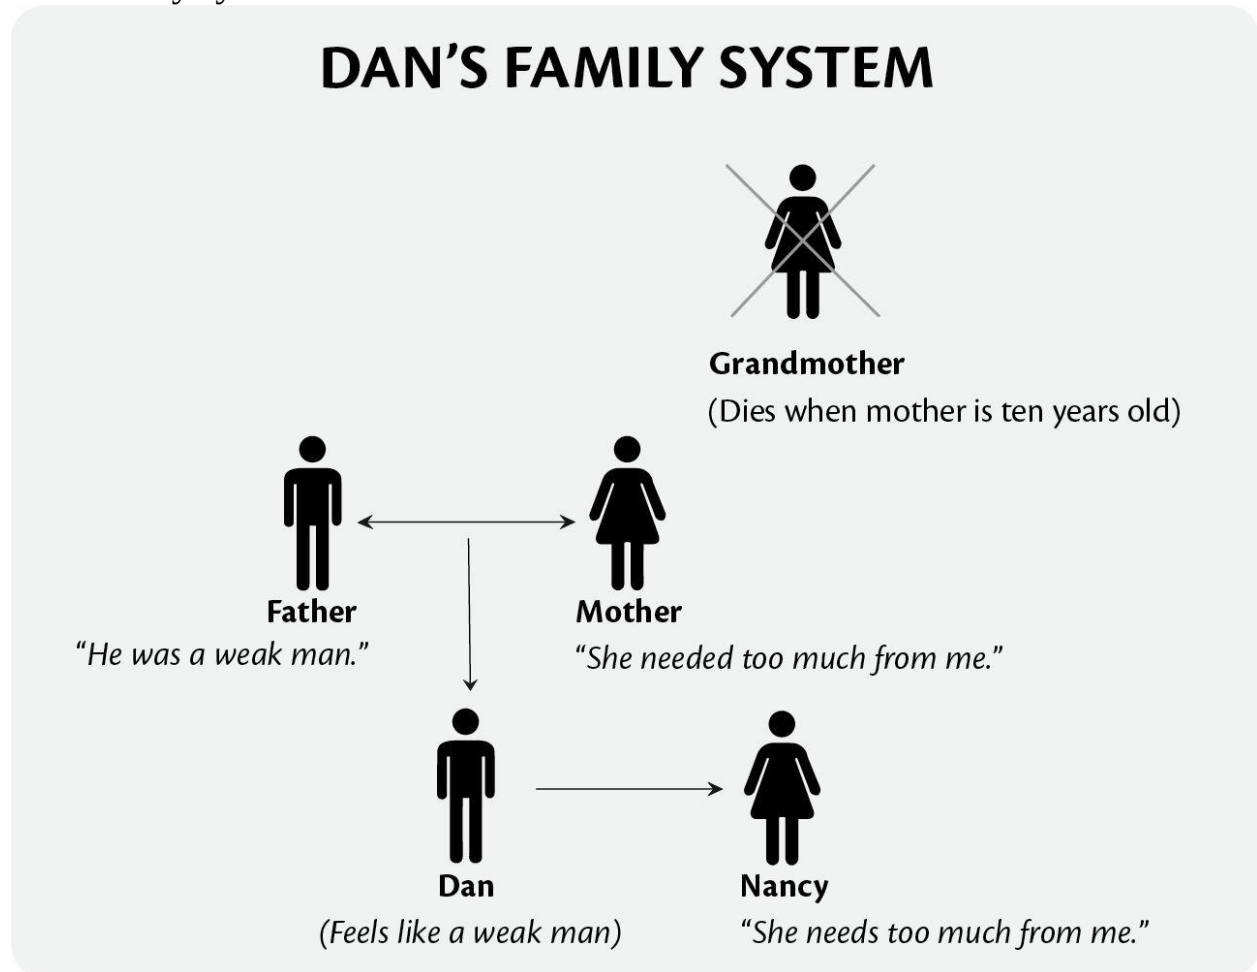 DAN’S FAMILY SYSTEM
Grandmother
(Dies when mother is ten years old)
Father
“He was a weak man.”
Mother
“She needed too much from me.”
Dan
(Feels like a weak man)
Nancy
“She needs too much from me.”